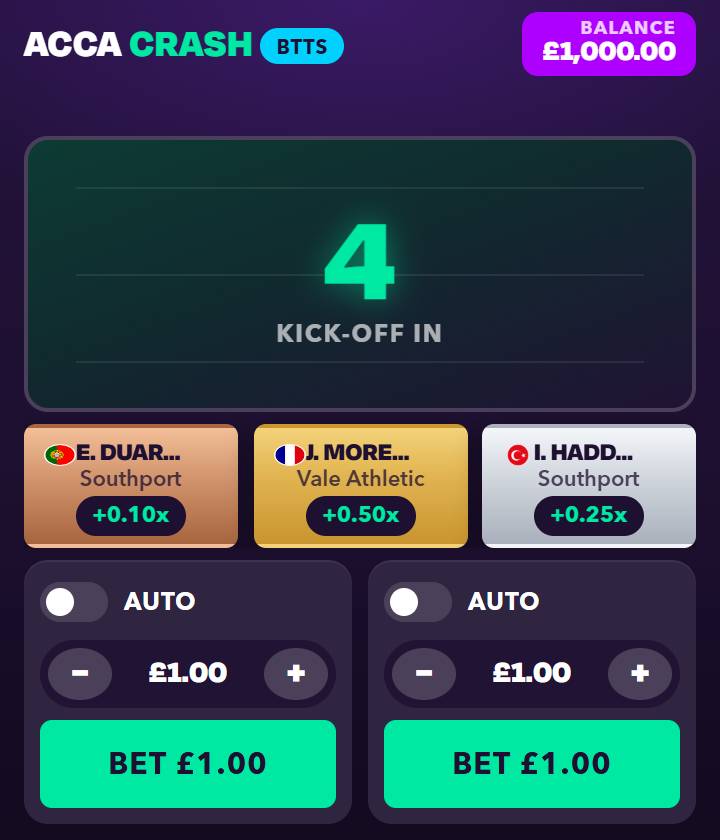 ACCA CRASH BTTS
BALANCE
£1,000.00
4
KICK-OFF IN
E. DUAR...
Southport
+0.10x
J. MORE...
Vale Athletic
+0.50x
I. HADD...
Southport
+0.25x
AUTO
− £1.00 +
BET £1.00
AUTO
− £1.00 +
BET £1.00